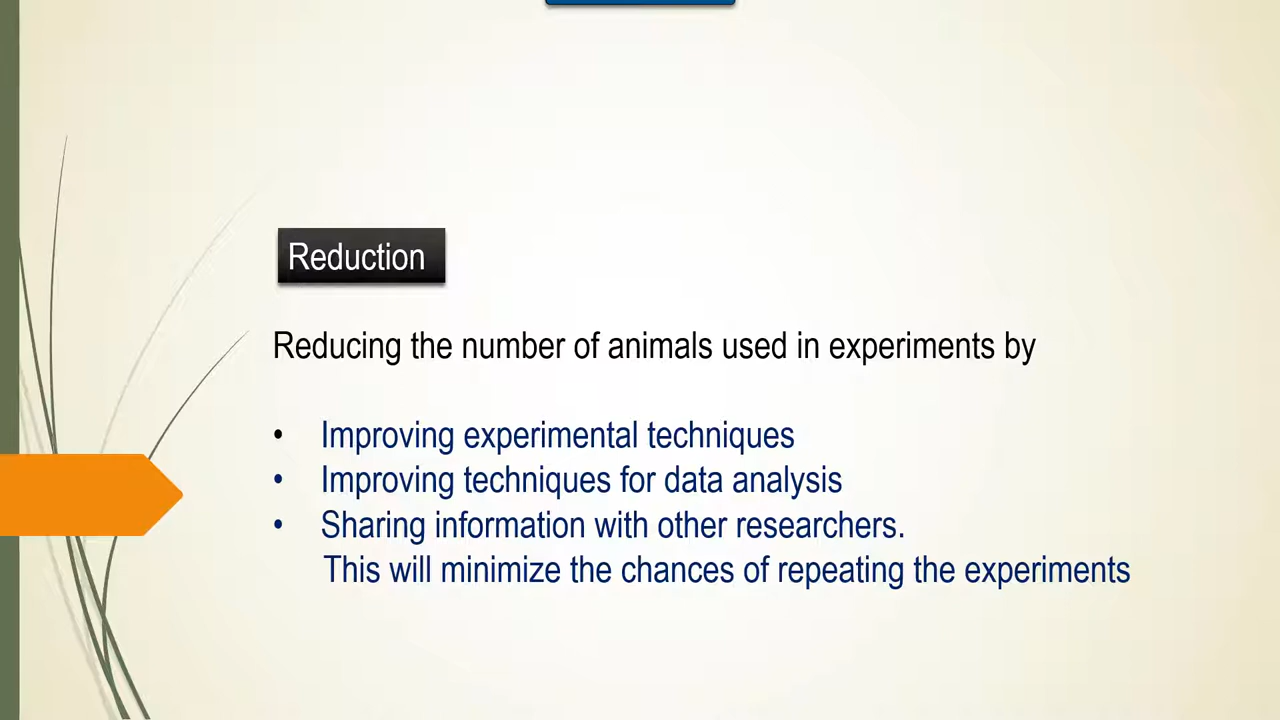 Reduction
Reducing the number of animals used in experiments by
• Improving experimental techniques
• Improving techniques for data analysis
• Sharing information with other researchers.
This will minimize the chances of repeating the experiments